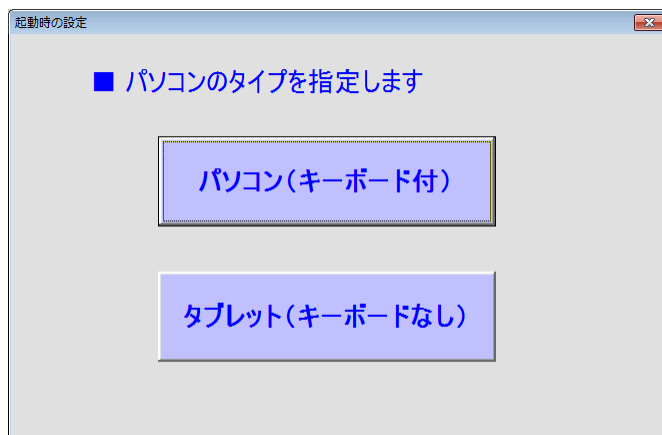 起動時の設定
■ パソコンのタイプを指定します
パソコン(キーボード付)
タブレット(キーボードなし)